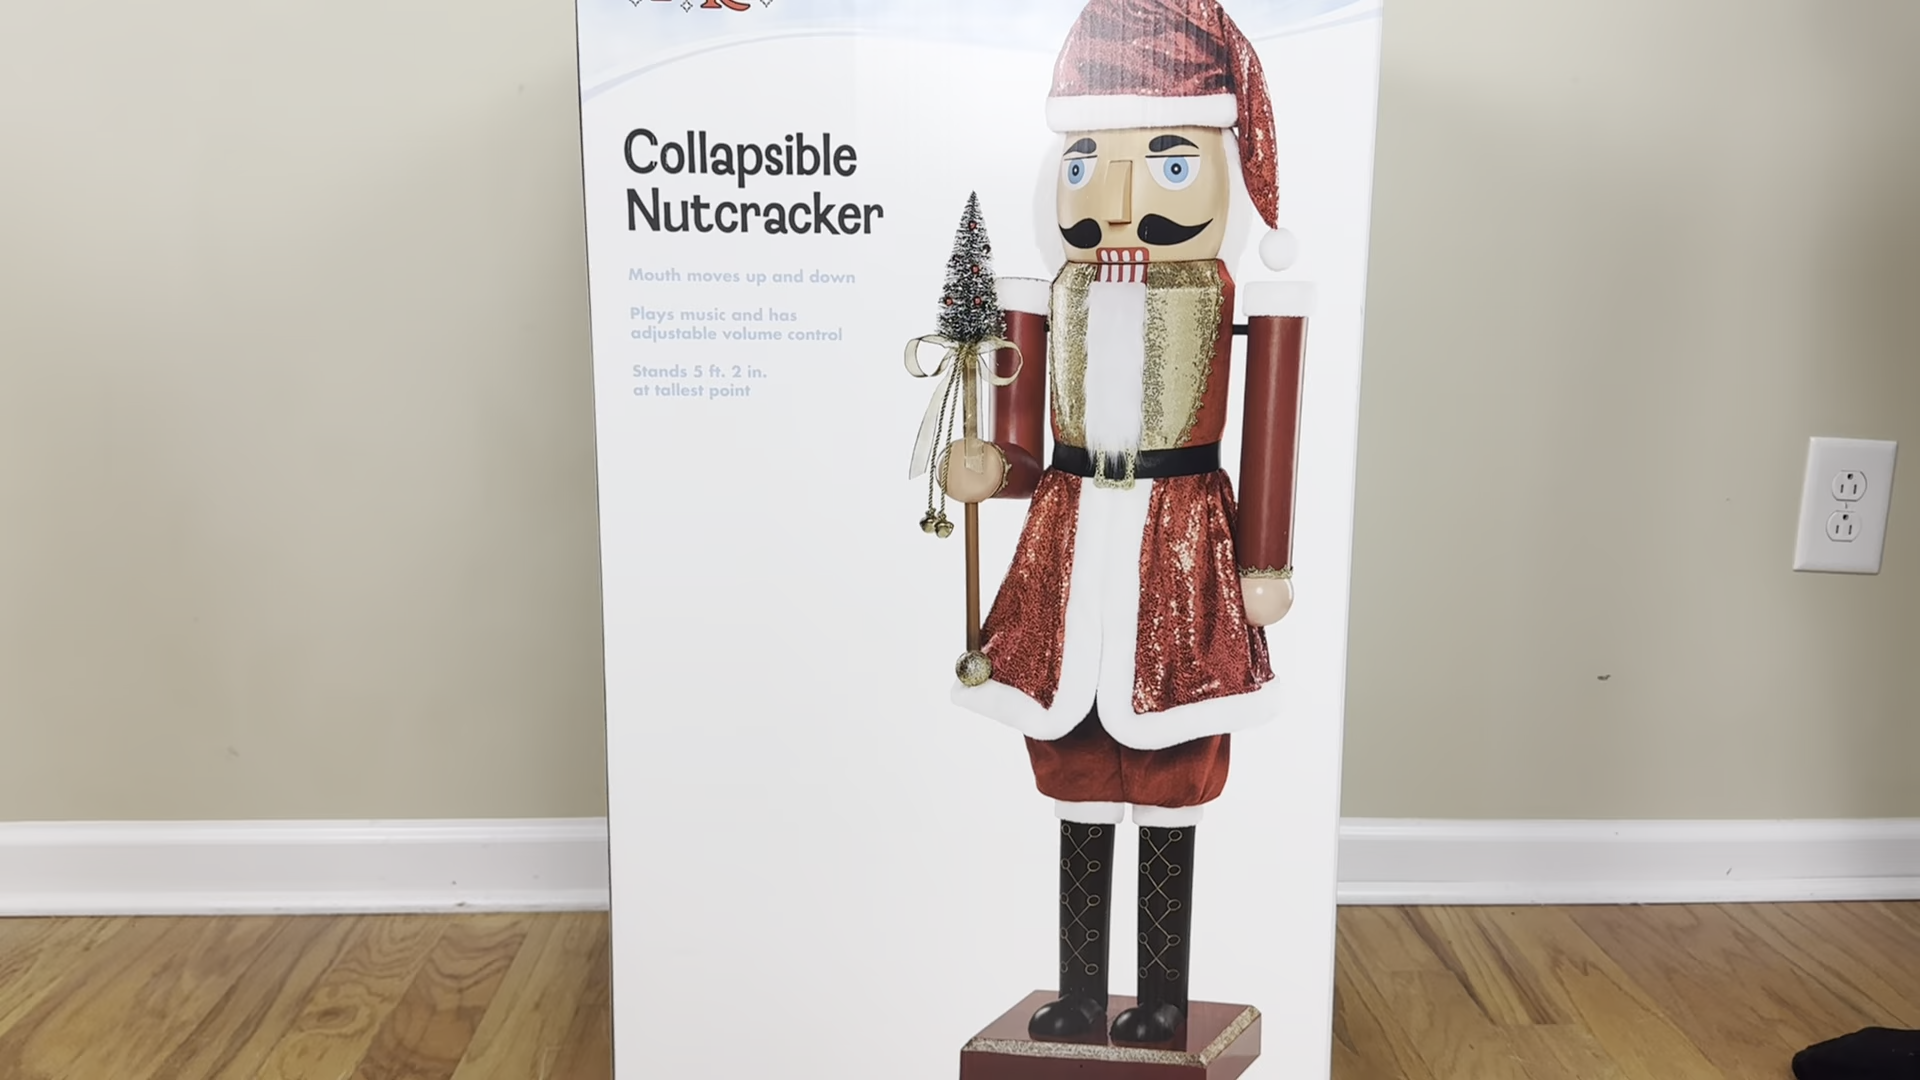 Collapsible
Nutcracker
Mouth moves up and down
Plays music and has
adjustable volume control
Stands 5 ft. 2 in.
at tallest point